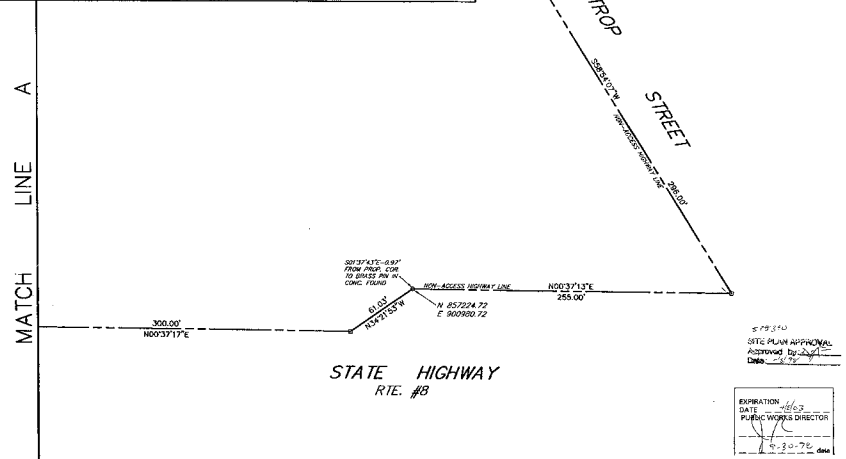 TROP
STREET
S58°54'07"W
NON-ACCESS HIGHWAY LINE
296.00'
MATCH LINE A
S01°37'43"E-0.97'
FROM PROP. COR.
TO BRASS PIN IN
CONC. FOUND
NON-ACCESS HIGHWAY LINE
N00°37'13"E
255.00'
61.03'
N34°21'53"W
N 857224.72
E 900980.72
300.00'
N00°37'17"E
STATE HIGHWAY
RTE. #8
SITE PLAN APPROVAL
Approved by
Date:
EXPIRATION
DATE
PUBLIC WORKS DIRECTOR
date